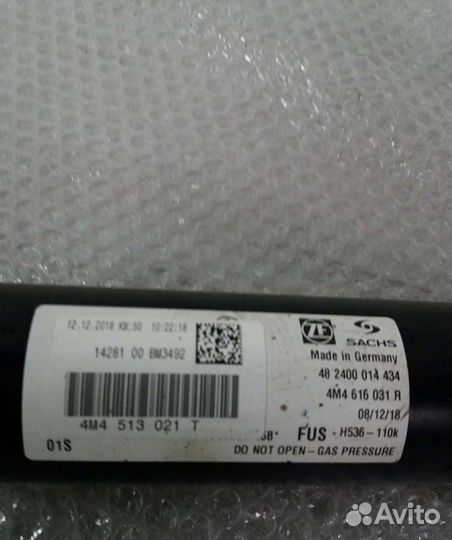 12.12.2018 KW:50 10:22:18
14281 00 BM3492
4M4 513 021 T
01S
ZF
SACHS
Made in Germany
48 2400 014 434
4M4 616 031 R
08/12/18
FUS - H536-110k
DO NOT OPEN - GAS PRESSURE
Avito